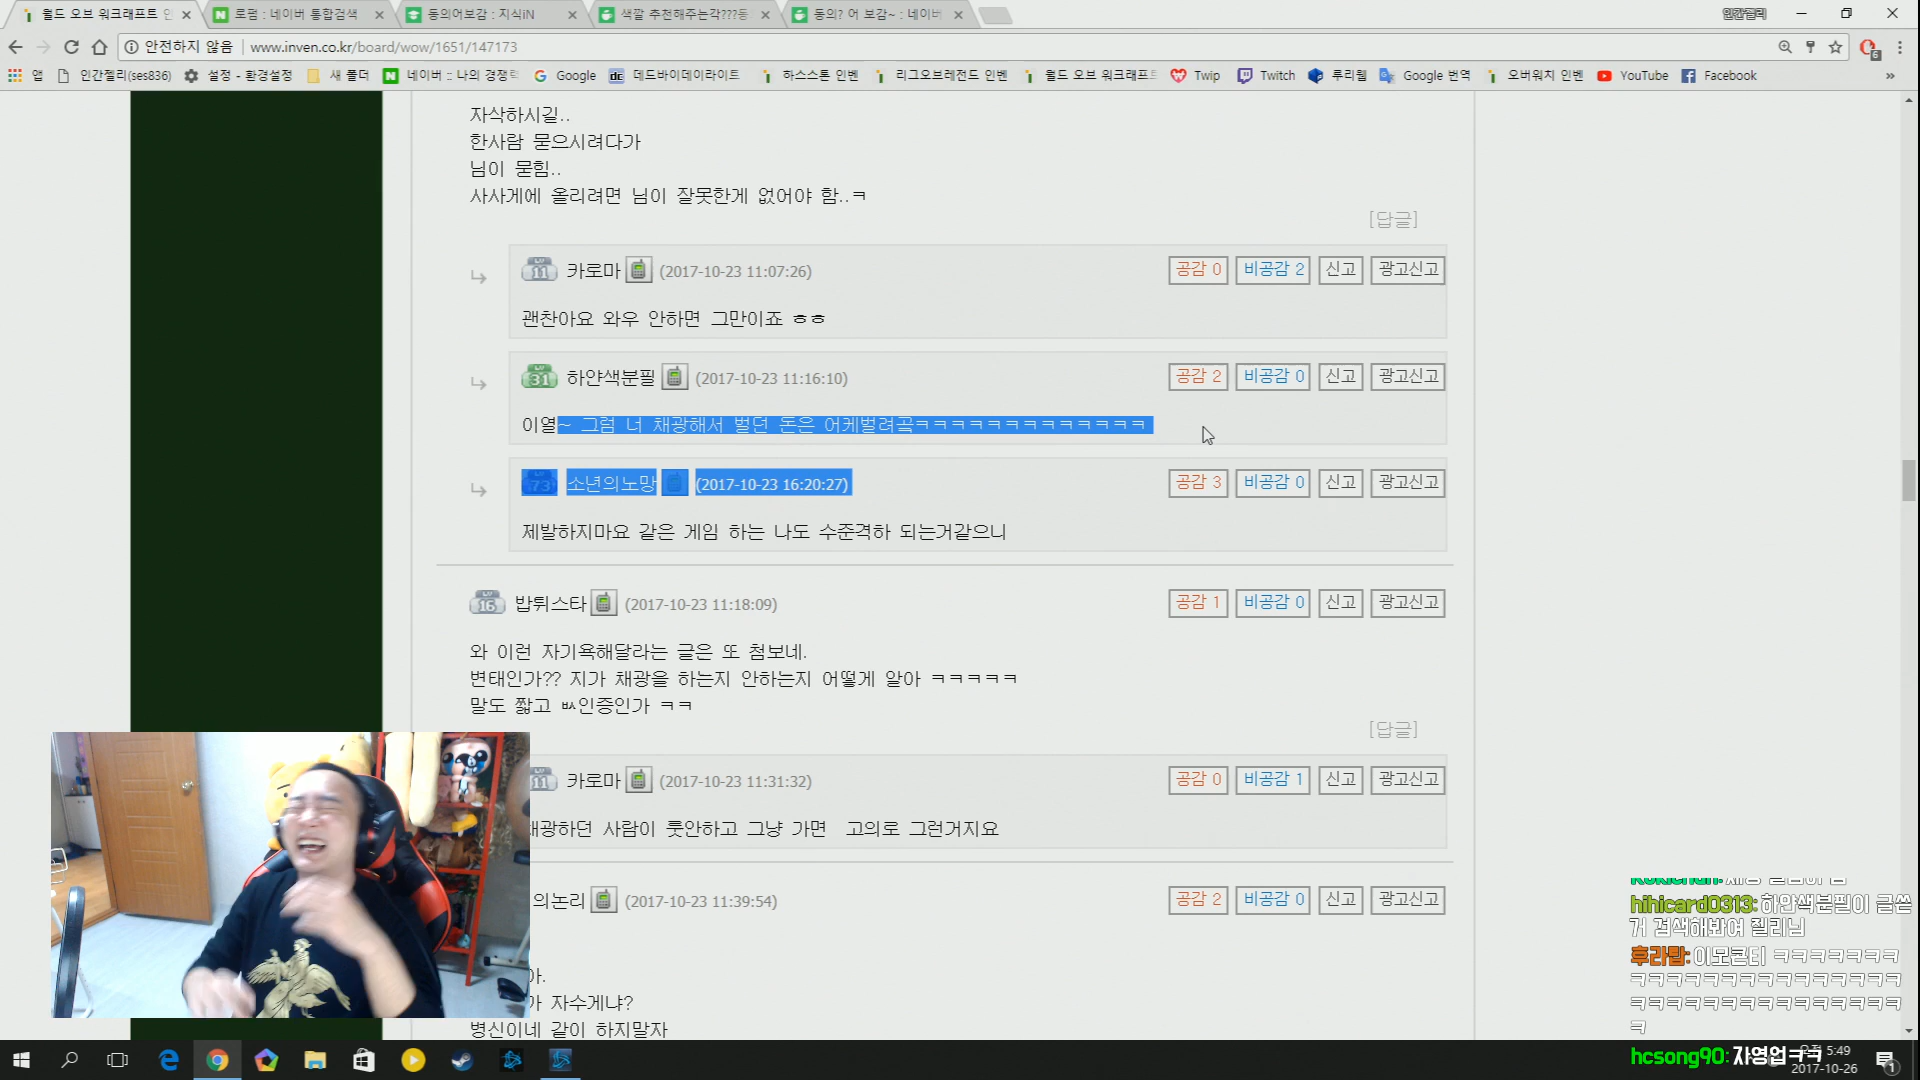 월드 오브 워크래프트 인
로펌 : 네이버 통합검색
동의어보감 : 지식iN
색깔 추천해주는각???동
동의? 어 보감~ : 네이버
인간젤리
안전하지 않음
www.inven.co.kr/board/wow/1651/147173
앱
인간젤리(ses836)
설정 - 환경설정
새 폴더
네이버 :: 나의 경쟁력
Google
데드바이데이라이트
하스스톤 인벤
리그오브레전드 인벤
월드 오브 워크래프트
Twip
Twitch
루리웹
Google 번역
오버워치 인벤
YouTube
Facebook
»
자삭하시길..
한사람 묻으시려다가
님이 묻힘..
사사게에 올리려면 님이 잘못한게 없어야 함..ㅋ
[답글]
11 카로마 (2017-10-23 11:07:26)
공감 0 비공감 2 신고 광고신고
괜찬아요 와우 안하면 그만이죠 ㅎㅎ
31 하얀색분필 (2017-10-23 11:16:10)
공감 2 비공감 0 신고 광고신고
이열~ 그럼 너 채광해서 벌던 돈은 어케벌려곸ㅋㅋㅋㅋㅋㅋㅋㅋㅋㅋㅋㅋㅋ
73 소년의노망 (2017-10-23 16:20:27)
공감 3 비공감 0 신고 광고신고
제발하지마요 같은 게임 하는 나도 수준격하 되는거같으니
16 밥튀스타 (2017-10-23 11:18:09)
공감 1 비공감 0 신고 광고신고
와 이런 자기욕해달라는 글은 또 첨보네.
변태인가?? 지가 채광을 하는지 안하는지 어떻게 알아 ㅋㅋㅋㅋㅋ
말도 짧고 ㅄ인증인가 ㅋㅋ
[답글]
11 카로마 (2017-10-23 11:31:32)
공감 0 비공감 1 신고 광고신고
채광하던 사람이 룻안하고 그냥 가면 고의로 그런거지요
의논리 (2017-10-23 11:39:54)
공감 2 비공감 0 신고 광고신고
자수게냐?
병신이네 같이 하지말자
hihicard0313: 하얀색분필이 글쓴
거 검색해봐여 젤리님
후라탑: 이모콘티 ㅋㅋㅋㅋㅋㅋㅋ
ㅋㅋㅋㅋㅋㅋㅋㅋㅋㅋㅋㅋㅋㅋㅋ
ㅋㅋㅋㅋㅋㅋㅋㅋㅋㅋㅋㅋㅋㅋㅋ
ㅋ
hcsong90: 자영업ㅋㅋ
5:49
2017-10-26